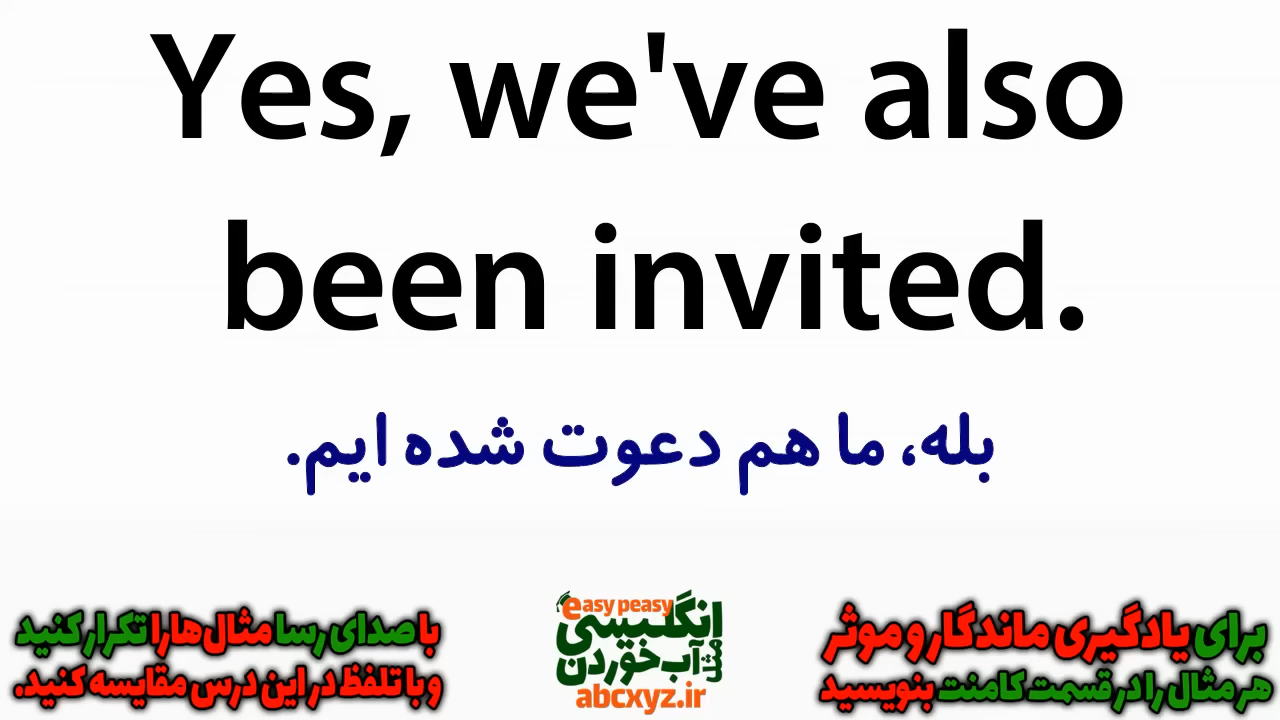 Yes, we've also
been invited.
بله، ما هم دعوت شده ایم.
برای یادگیری ماندگار و موثر
هر مثال را در قسمت کامنت بنویسید
easy peasy
انگلیسی
مثل آب خوردن
abcxyz.ir
با صدای رسا مثال‌ها را تکرار کنید
و با تلفظ در این درس مقایسه کنید.